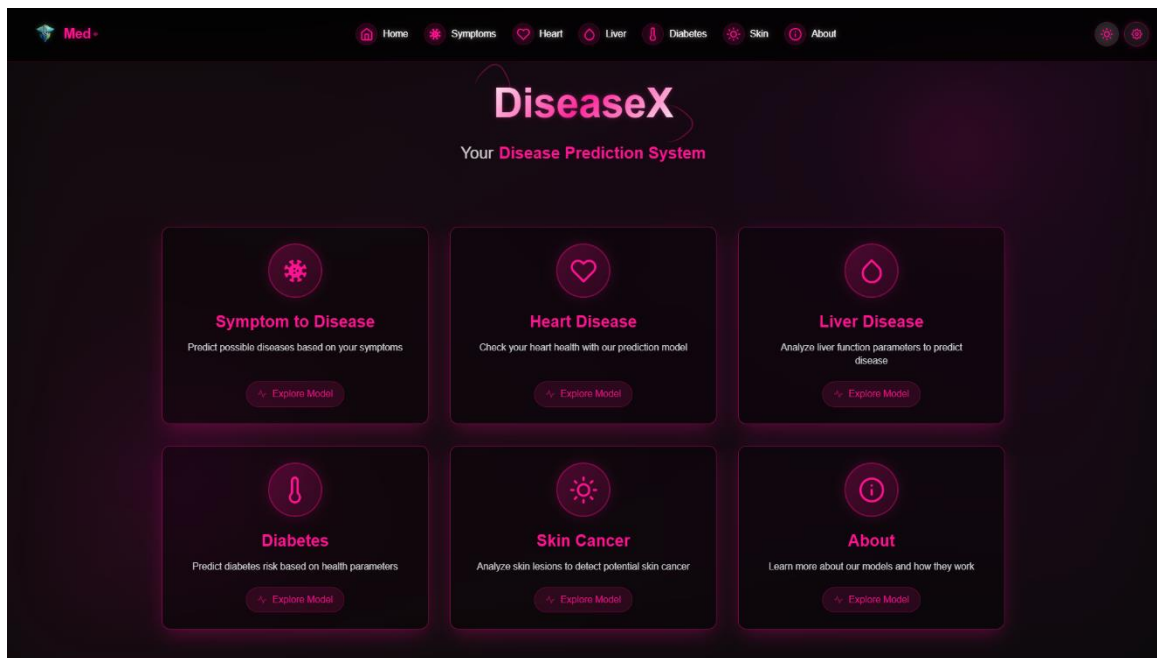 Med
Home
Symptoms
Heart
Liver
Diabetes
Skin
About
DiseaseX
Your Disease Prediction System
Symptom to Disease
Predict possible diseases based on your symptoms
Explore Model
Heart Disease
Check your heart health with our prediction model
Explore Model
Liver Disease
Analyze liver function parameters to predict
disease
Explore Model
Diabetes
Predict diabetes risk based on health parameters
Explore Model
Skin Cancer
Analyze skin lesions to detect potential skin cancer
Explore Model
About
Learn more about our models and how they work
Explore Model